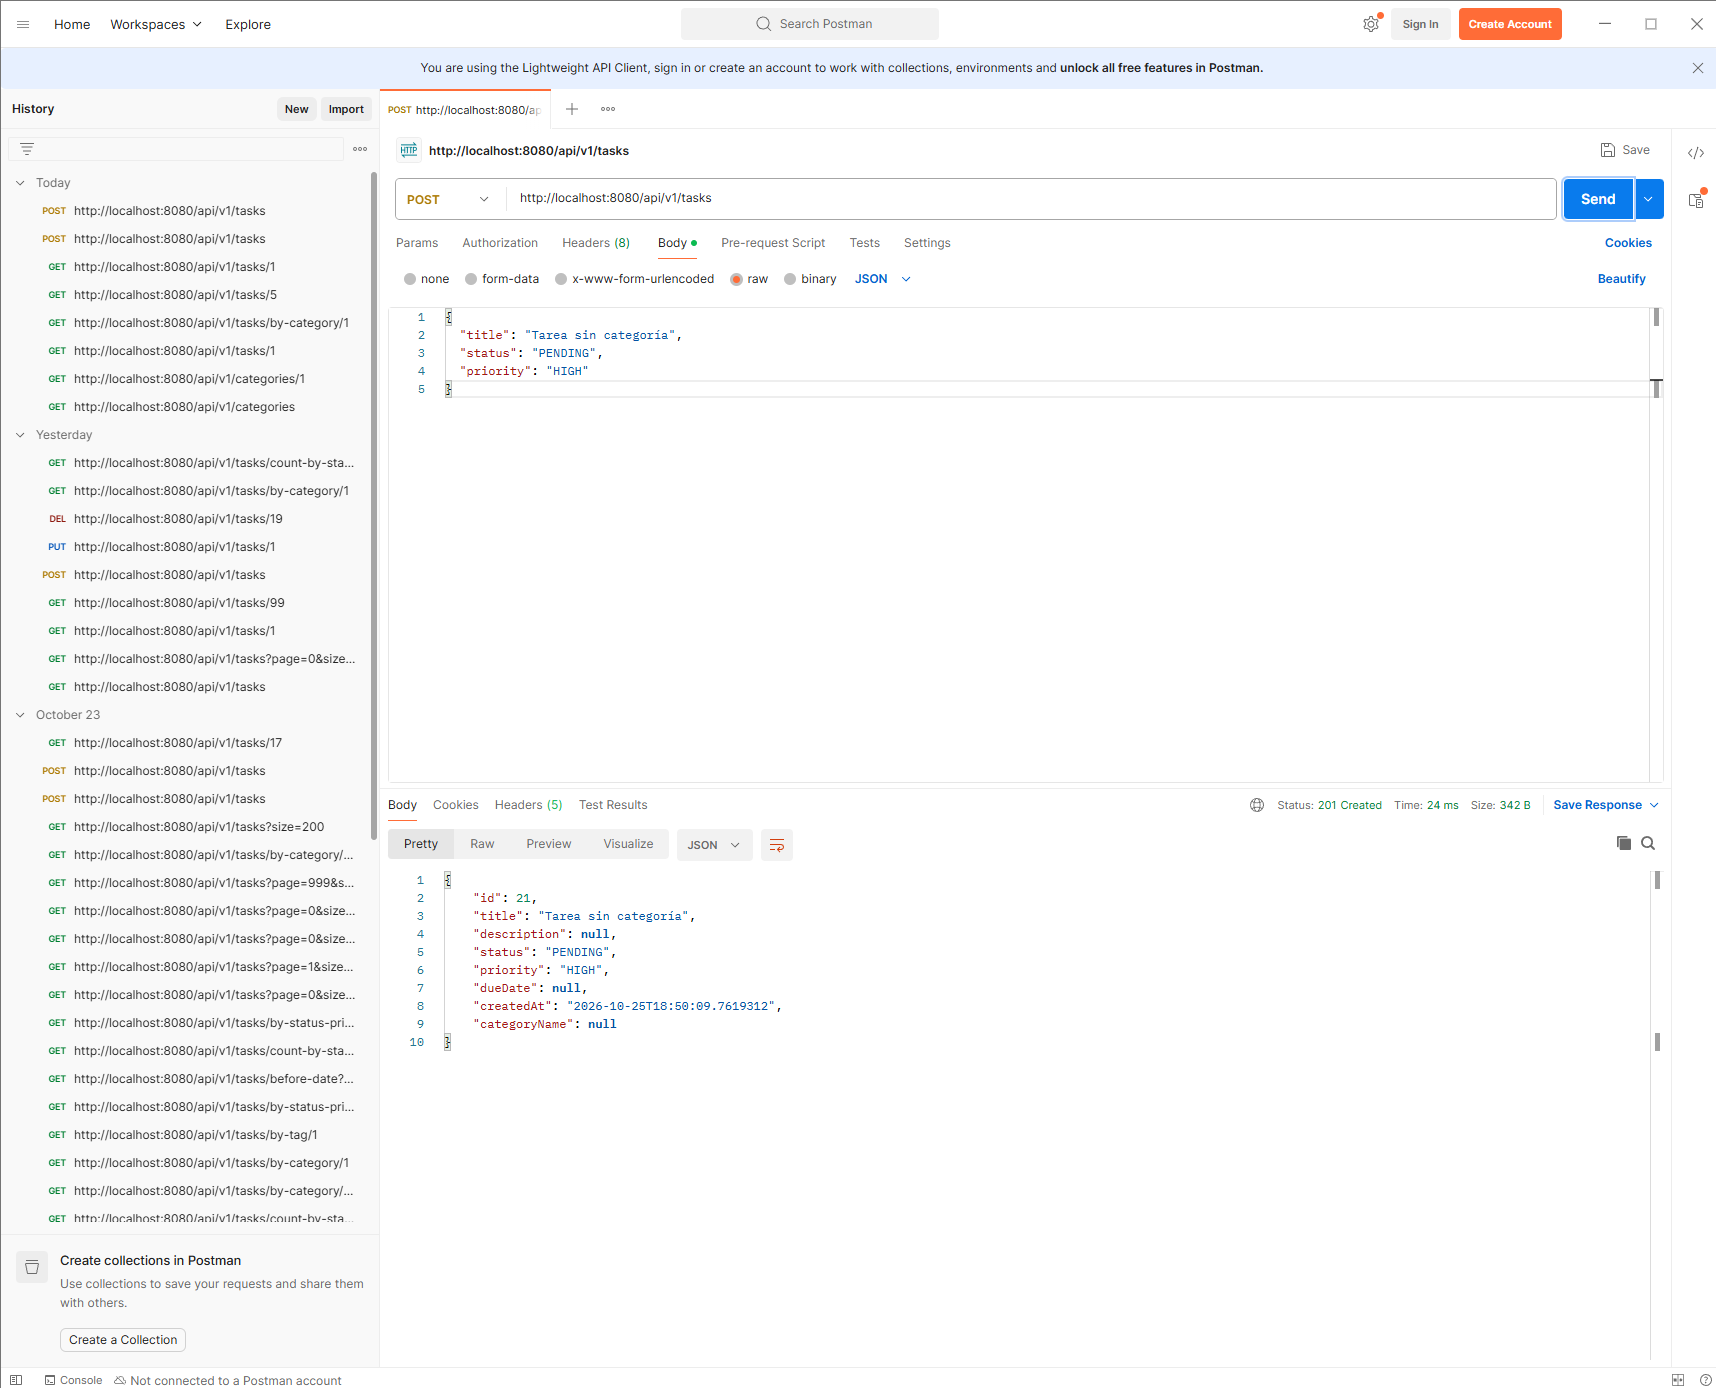 Home Workspaces Explore Search Postman Sign In Create Account
You are using the Lightweight API Client, sign in or create an account to work with collections, environments and unlock all free features in Postman.
History New Import
Today
POST http://localhost:8080/api/v1/tasks
POST http://localhost:8080/api/v1/tasks
GET http://localhost:8080/api/v1/tasks/1
GET http://localhost:8080/api/v1/tasks/5
GET http://localhost:8080/api/v1/tasks/by-category/1
GET http://localhost:8080/api/v1/tasks/1
GET http://localhost:8080/api/v1/categories/1
GET http://localhost:8080/api/v1/categories
Yesterday
GET http://localhost:8080/api/v1/tasks/count-by-sta...
GET http://localhost:8080/api/v1/tasks/by-category/1
DEL http://localhost:8080/api/v1/tasks/19
PUT http://localhost:8080/api/v1/tasks/1
POST http://localhost:8080/api/v1/tasks
GET http://localhost:8080/api/v1/tasks/99
GET http://localhost:8080/api/v1/tasks/1
GET http://localhost:8080/api/v1/tasks?page=0&size...
GET http://localhost:8080/api/v1/tasks
October 23
GET http://localhost:8080/api/v1/tasks/17
POST http://localhost:8080/api/v1/tasks
POST http://localhost:8080/api/v1/tasks
GET http://localhost:8080/api/v1/tasks?size=200
GET http://localhost:8080/api/v1/tasks/by-category/...
GET http://localhost:8080/api/v1/tasks?page=999&s...
GET http://localhost:8080/api/v1/tasks?page=0&size...
GET http://localhost:8080/api/v1/tasks?page=0&size...
GET http://localhost:8080/api/v1/tasks?page=1&size...
GET http://localhost:8080/api/v1/tasks?page=0&size...
GET http://localhost:8080/api/v1/tasks/by-status-pri...
GET http://localhost:8080/api/v1/tasks/count-by-sta...
GET http://localhost:8080/api/v1/tasks/before-date?...
GET http://localhost:8080/api/v1/tasks/by-status-pri...
GET http://localhost:8080/api/v1/tasks/by-tag/1
GET http://localhost:8080/api/v1/tasks/by-category/1
GET http://localhost:8080/api/v1/tasks/by-category/...
GET http://localhost:8080/api/v1/tasks/count-by-sta...
Create collections in Postman
Use collections to save your requests and share them
with others.
Create a Collection
POST http://localhost:8080/ap
HTTP http://localhost:8080/api/v1/tasks Save
POST http://localhost:8080/api/v1/tasks Send
Params Authorization Headers (8) Body Pre-request Script Tests Settings Cookies
none form-data x-www-form-urlencoded raw binary JSON Beautify
1 {
2 "title": "Tarea sin categoría",
3 "status": "PENDING",
4 "priority": "HIGH"
5 }
Body Cookies Headers (5) Test Results Status: 201 Created Time: 24 ms Size: 342 B Save Response
Pretty Raw Preview Visualize JSON
1 {
2 "id": 21,
3 "title": "Tarea sin categoría",
4 "description": null,
5 "status": "PENDING",
6 "priority": "HIGH",
7 "dueDate": null,
8 "createdAt": "2026-10-25T18:50:09.7619312",
9 "categoryName": null
10 }
Console Not connected to a Postman account